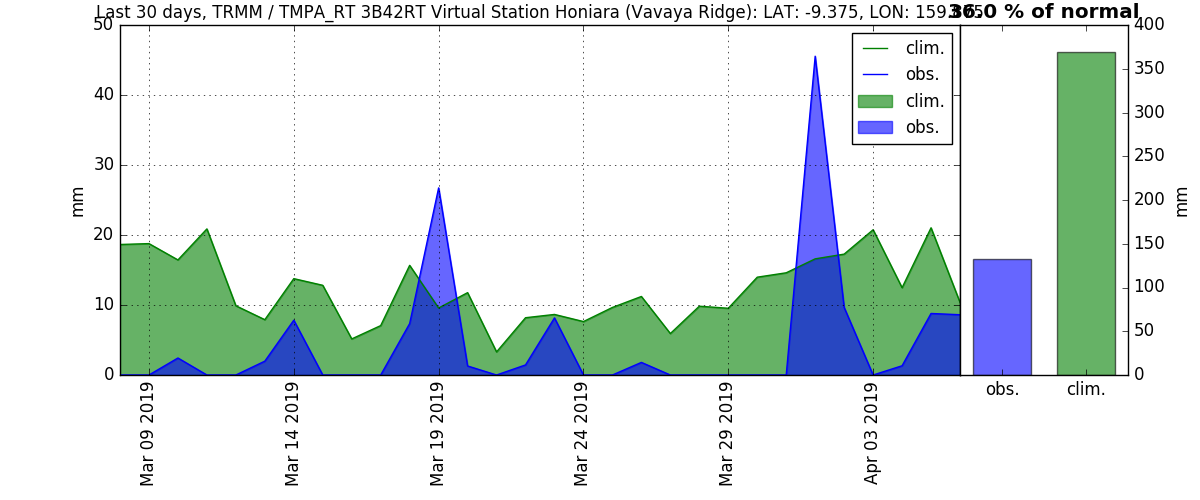 Last 30 days, TRMM / TMPA_RT 3B42RT Virtual Station Honiara (Vavaya Ridge): LAT: -9.375, LON:
36.0 % of normal
50
40
30
20
10
0
mm
clim.
obs.
clim.
obs.
Mar 09 2019
Mar 14 2019
Mar 19 2019
Mar 24 2019
Mar 29 2019
Apr 03 2019
400
350
300
250
200
150
100
50
0
mm
obs.
clim.